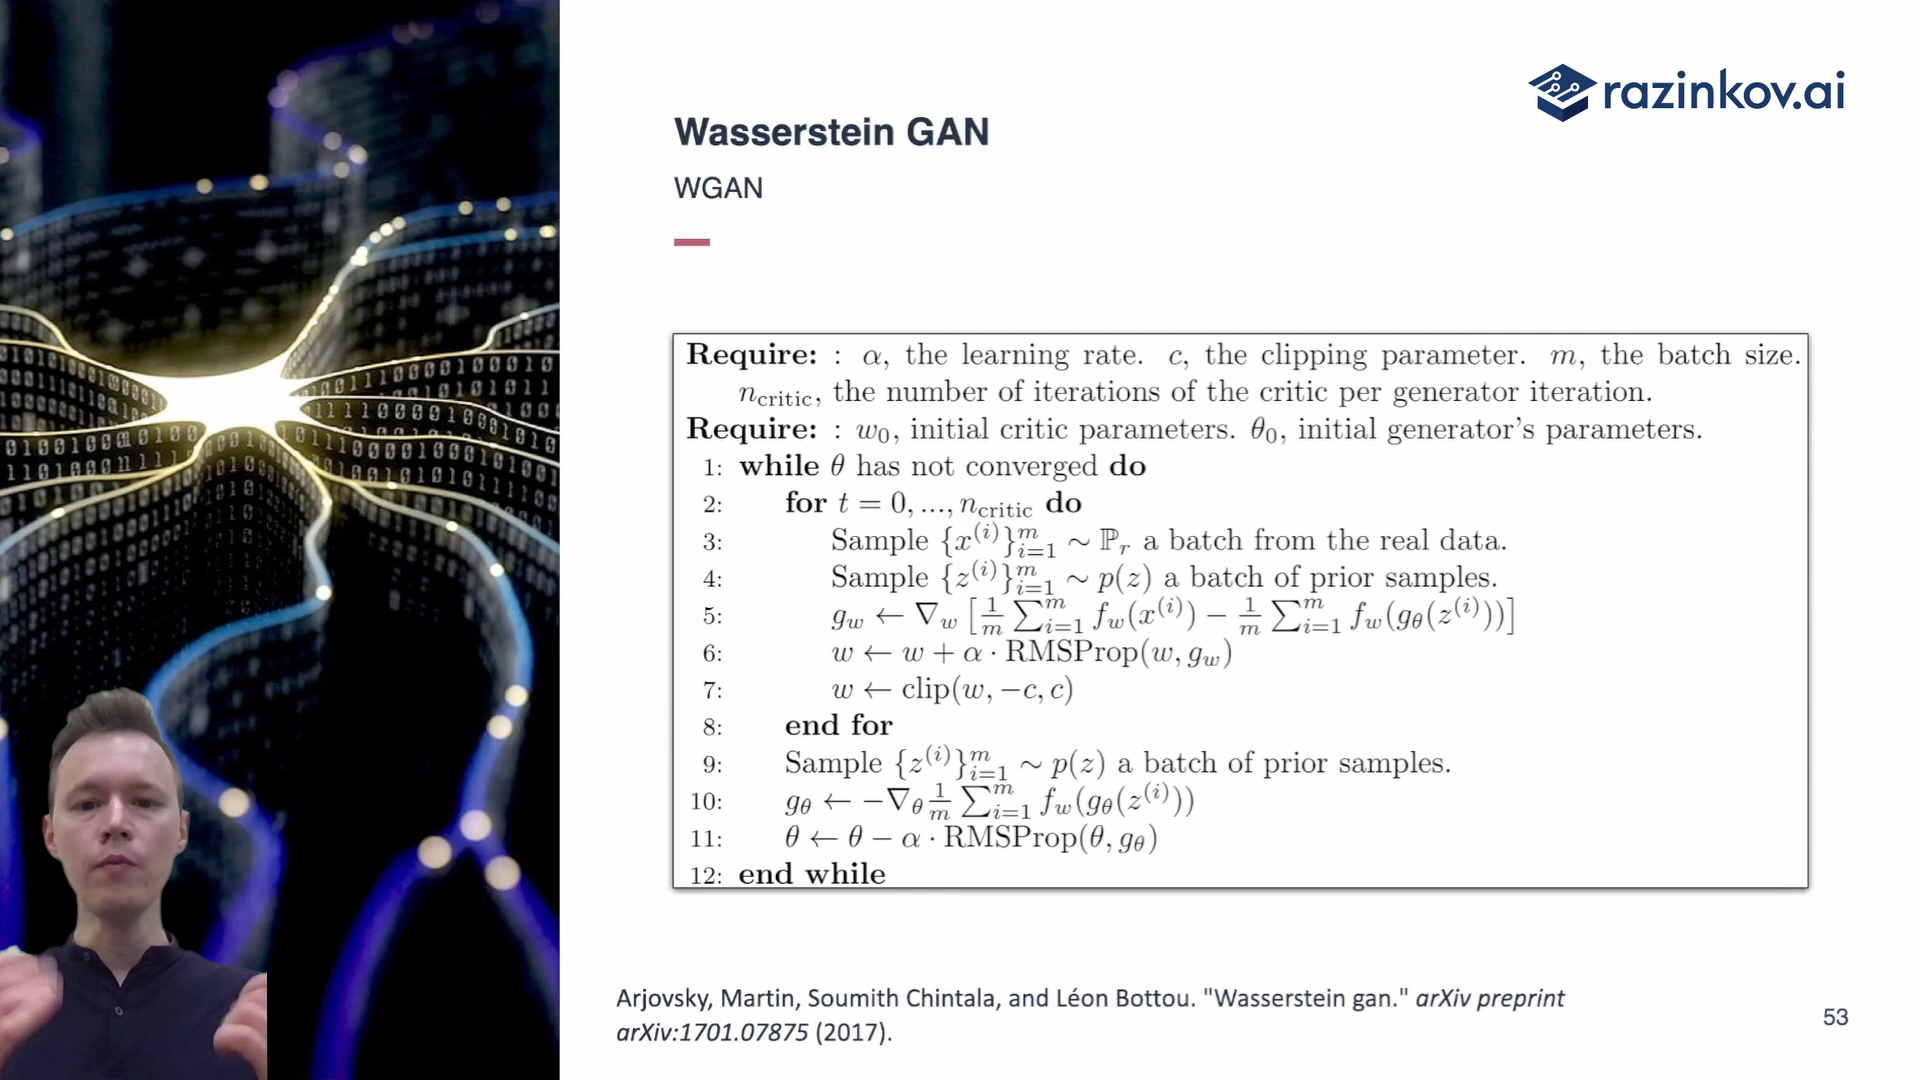 razinkov.ai
Wasserstein GAN
WGAN
Require: : α, the learning rate. c, the clipping parameter. m, the batch size.
n_critic, the number of iterations of the critic per generator iteration.
Require: : w₀, initial critic parameters. θ₀, initial generator's parameters.
1: while θ has not converged do
2: for t = 0, ..., n_critic do
3: Sample {x^(i)}_{i=1}^m ∼ ℙ_r a batch from the real data.
4: Sample {z^(i)}_{i=1}^m ∼ p(z) a batch of prior samples.
5: g_w ← ∇_w [1/m ∑_{i=1}^m f_w(x^(i)) − 1/m ∑_{i=1}^m f_w(g_θ(z^(i)))]
6: w ← w + α · RMSProp(w, g_w)
7: w ← clip(w, −c, c)
8: end for
9: Sample {z^(i)}_{i=1}^m ∼ p(z) a batch of prior samples.
10: g_θ ← −∇_θ 1/m ∑_{i=1}^m f_w(g_θ(z^(i)))
11: θ ← θ − α · RMSProp(θ, g_θ)
12: end while
Arjovsky, Martin, Soumith Chintala, and Léon Bottou. "Wasserstein gan." arXiv preprint
arXiv:1701.07875 (2017).
53